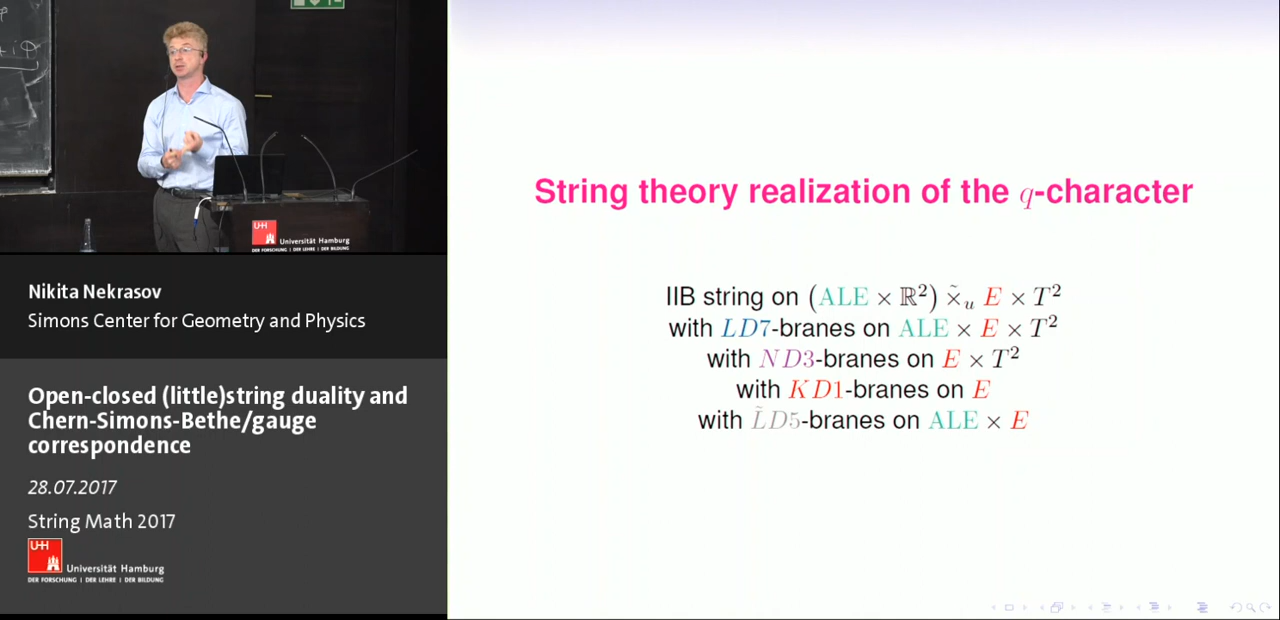 UH
Universität Hamburg
DER FORSCHUNG | DER LEHRE | DER BILDUNG
Nikita Nekrasov
Simons Center for Geometry and Physics
Open-closed (little)string duality and
Chern-Simons-Bethe/gauge
correspondence
28.07.2017
String Math 2017
UH
Universität Hamburg
DER FORSCHUNG | DER LEHRE | DER BILDUNG
String theory realization of the q-character
IIB string on (ALE × ℝ²) ×̃ᵤ E × T²
with LD7-branes on ALE × E × T²
with ND3-branes on E × T²
with KD1-branes on E
with L̃D5-branes on ALE × E